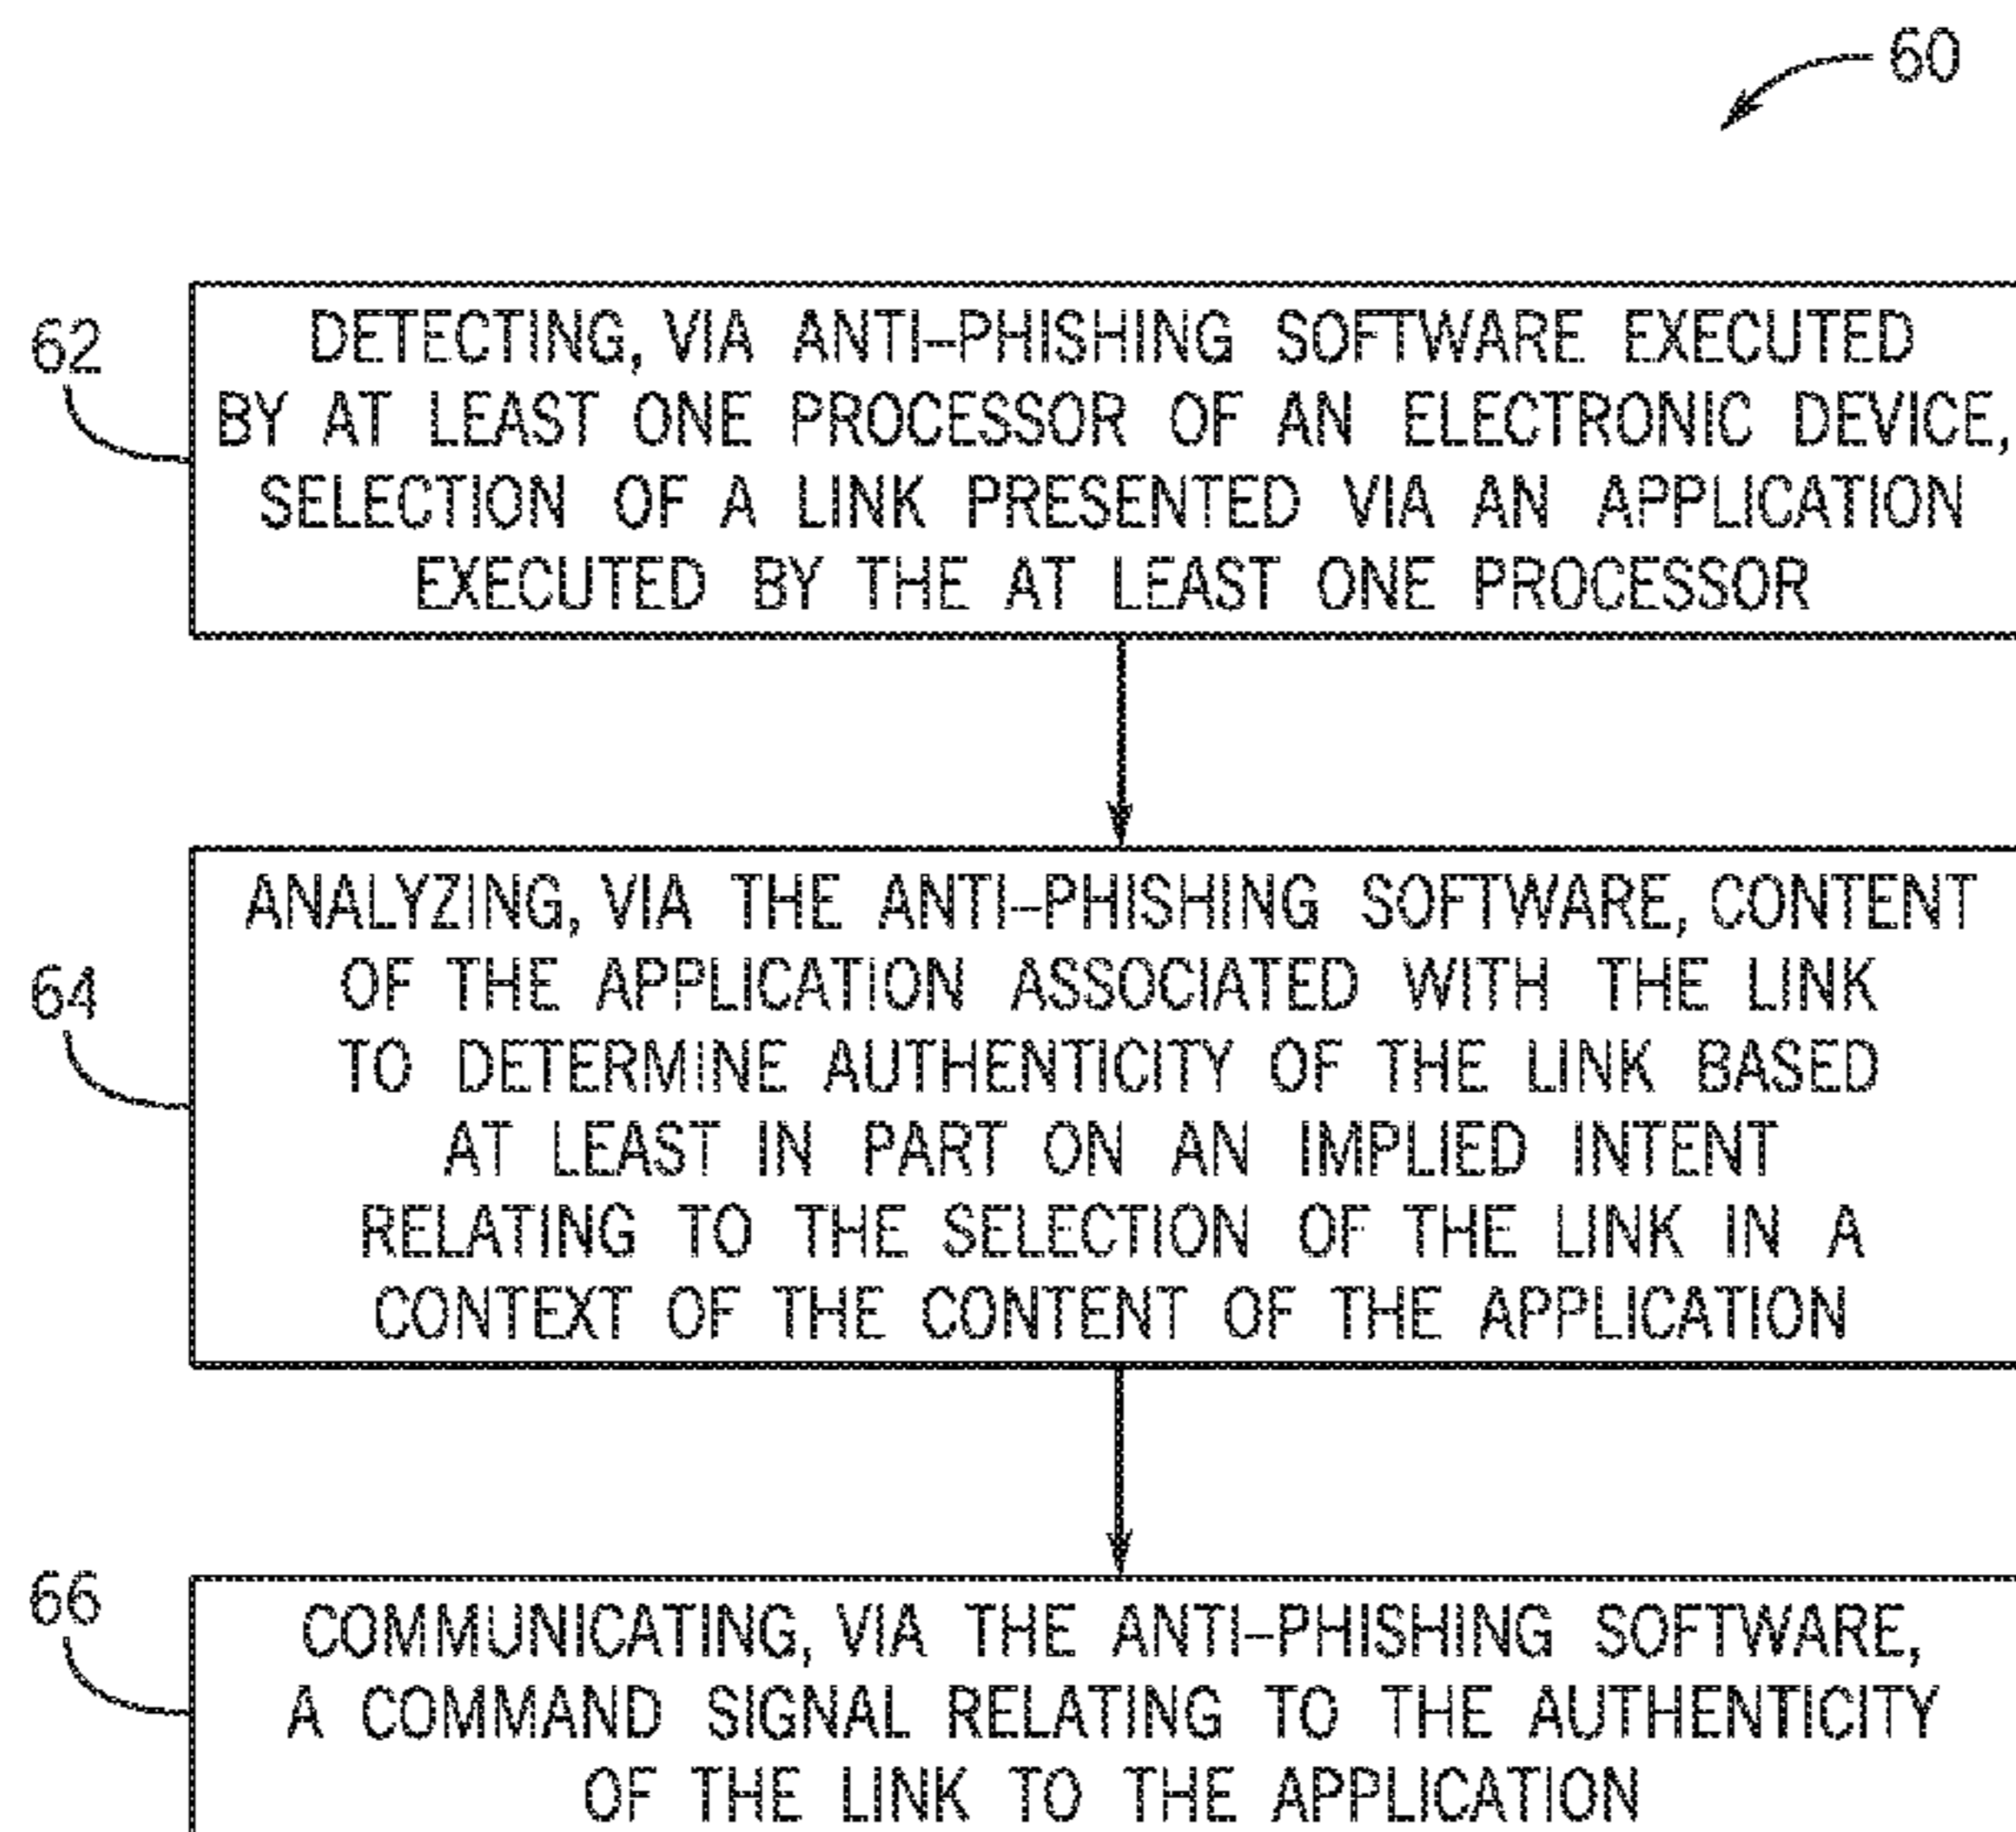 60
62
DETECTING, VIA ANTI-PHISHING SOFTWARE EXECUTED
BY AT LEAST ONE PROCESSOR OF AN ELECTRONIC DEVICE,
SELECTION OF A LINK PRESENTED VIA AN APPLICATION
EXECUTED BY THE AT LEAST ONE PROCESSOR
64
ANALYZING, VIA THE ANTI-PHISHING SOFTWARE, CONTENT
OF THE APPLICATION ASSOCIATED WITH THE LINK
TO DETERMINE AUTHENTICITY OF THE LINK BASED
AT LEAST IN PART ON AN IMPLIED INTENT
RELATING TO THE SELECTION OF THE LINK IN A
CONTEXT OF THE CONTENT OF THE APPLICATION
66
COMMUNICATING, VIA THE ANTI-PHISHING SOFTWARE,
A COMMAND SIGNAL RELATING TO THE AUTHENTICITY
OF THE LINK TO THE APPLICATION